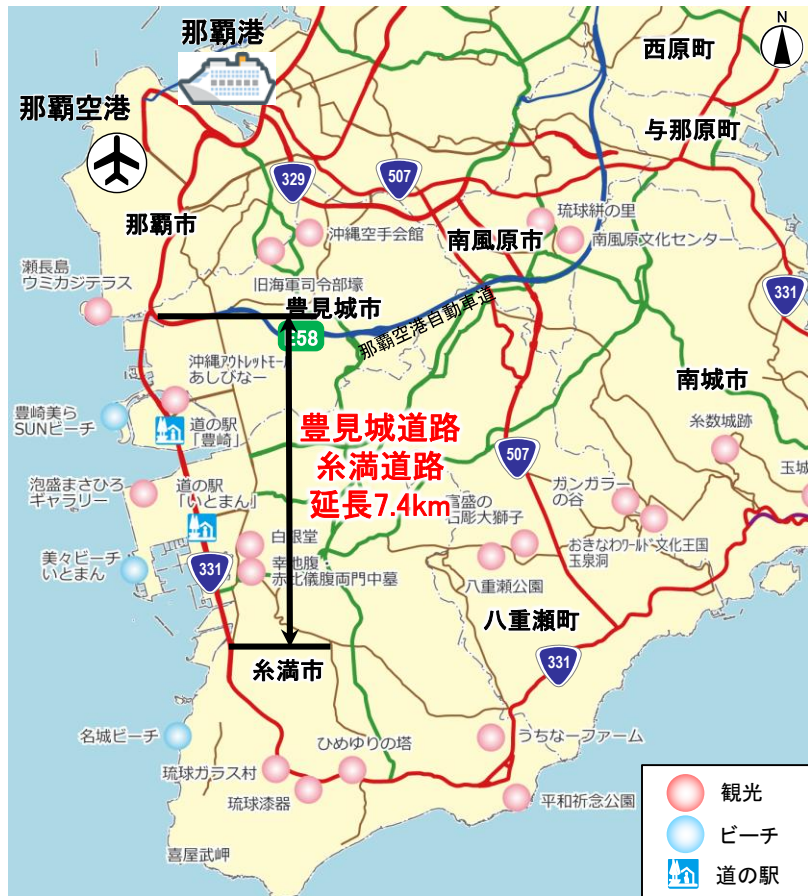 那覇港
西原町
N
那覇空港
与那原町
329
507
那覇市
沖縄空手会館
琉球絣の里
南風原市
南風原文化センター
瀬長島
ウミカジテラス
旧海軍司令部壕
331
豊見城市
那覇空港自動車道
E58
沖縄アウトレットモール
あしびなー
南城市
豊崎美ら
SUNビーチ
道の駅
「豊崎」
豊見城道路
糸満道路
延長7.4km
糸数城跡
507
玉城
泡盛まさひろ
ギャラリー
道の駅
「いとまん」
ガンガラー
の谷
富盛の
石彫大獅子
白銀堂
おきなわワールド文化王国
玉泉洞
美々ビーチ
いとまん
331
幸地腹
赤比儀腹両門中墓
八重瀬公園
八重瀬町
糸満市
331
名城ビーチ
ひめゆりの塔
うちなーファーム
琉球ガラス村
琉球漆器
平和祈念公園
喜屋武岬
観光
ビーチ
道の駅